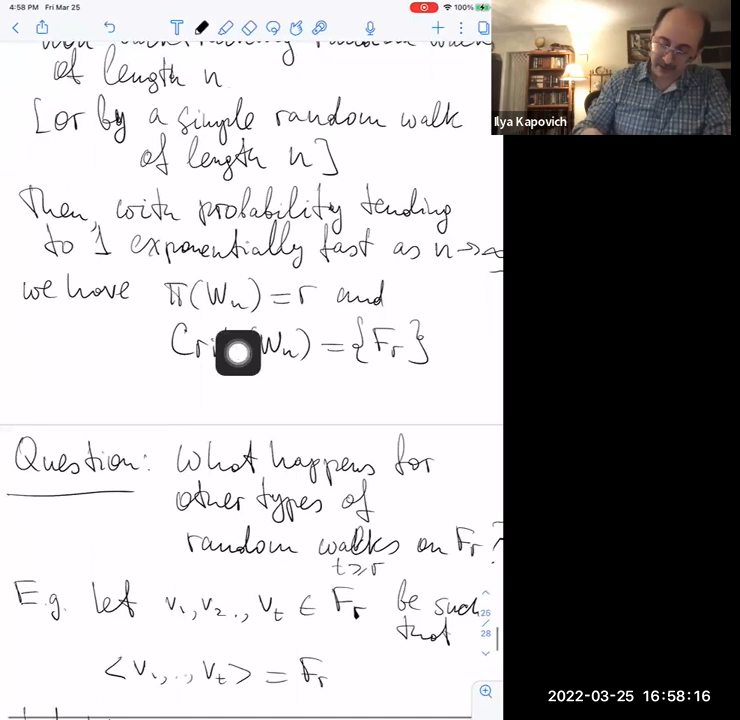 4:58 PM Fri Mar 25
100%
random walk
of length n
[or by a simple random walk
of length n]
Then, with probability tending
to 1 exponentially fast as n→∞
we have π(Wn) = r and
Cri (Wn) = {Fr}
Question: What happens for
other types of
random walks on Fr?
t≥r
E.g. let v1, v2.., vt ∈ Fr be such
that
<v1,..., vt> = Fr
25
28
Ilya Kapovich
2022-03-25 16:58:16